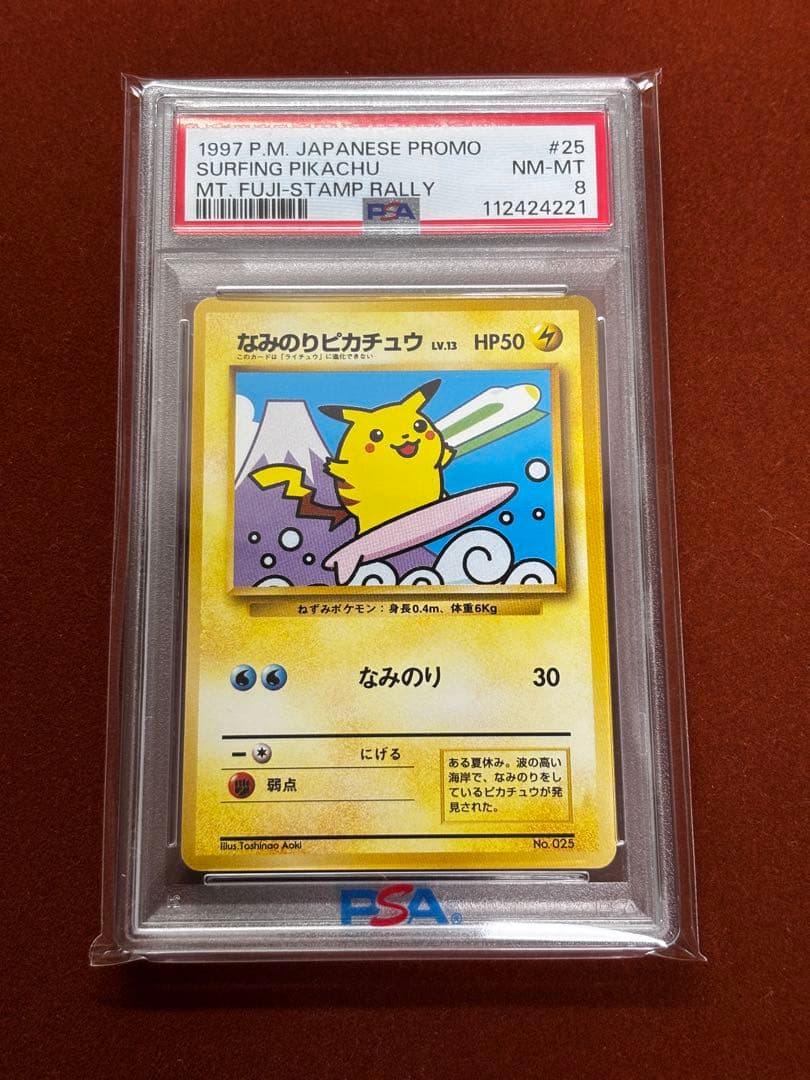 1997 P.M. JAPANESE PROMO #25
SURFING PIKACHU NM-MT
MT. FUJI-STAMP RALLY 8
PSA 112424221
なみのりピカチュウ LV.13 HP50
このカードは「ライチュウ」に進化できない
ねずみポケモン：身長0.4m、体重6Kg
なみのり 30
にげる
弱点
ある夏休み。波の高い
海岸で、なみのりをし
ているピカチュウが発
見された。
Illus.Toshinao Aoki No. 025
PSA®